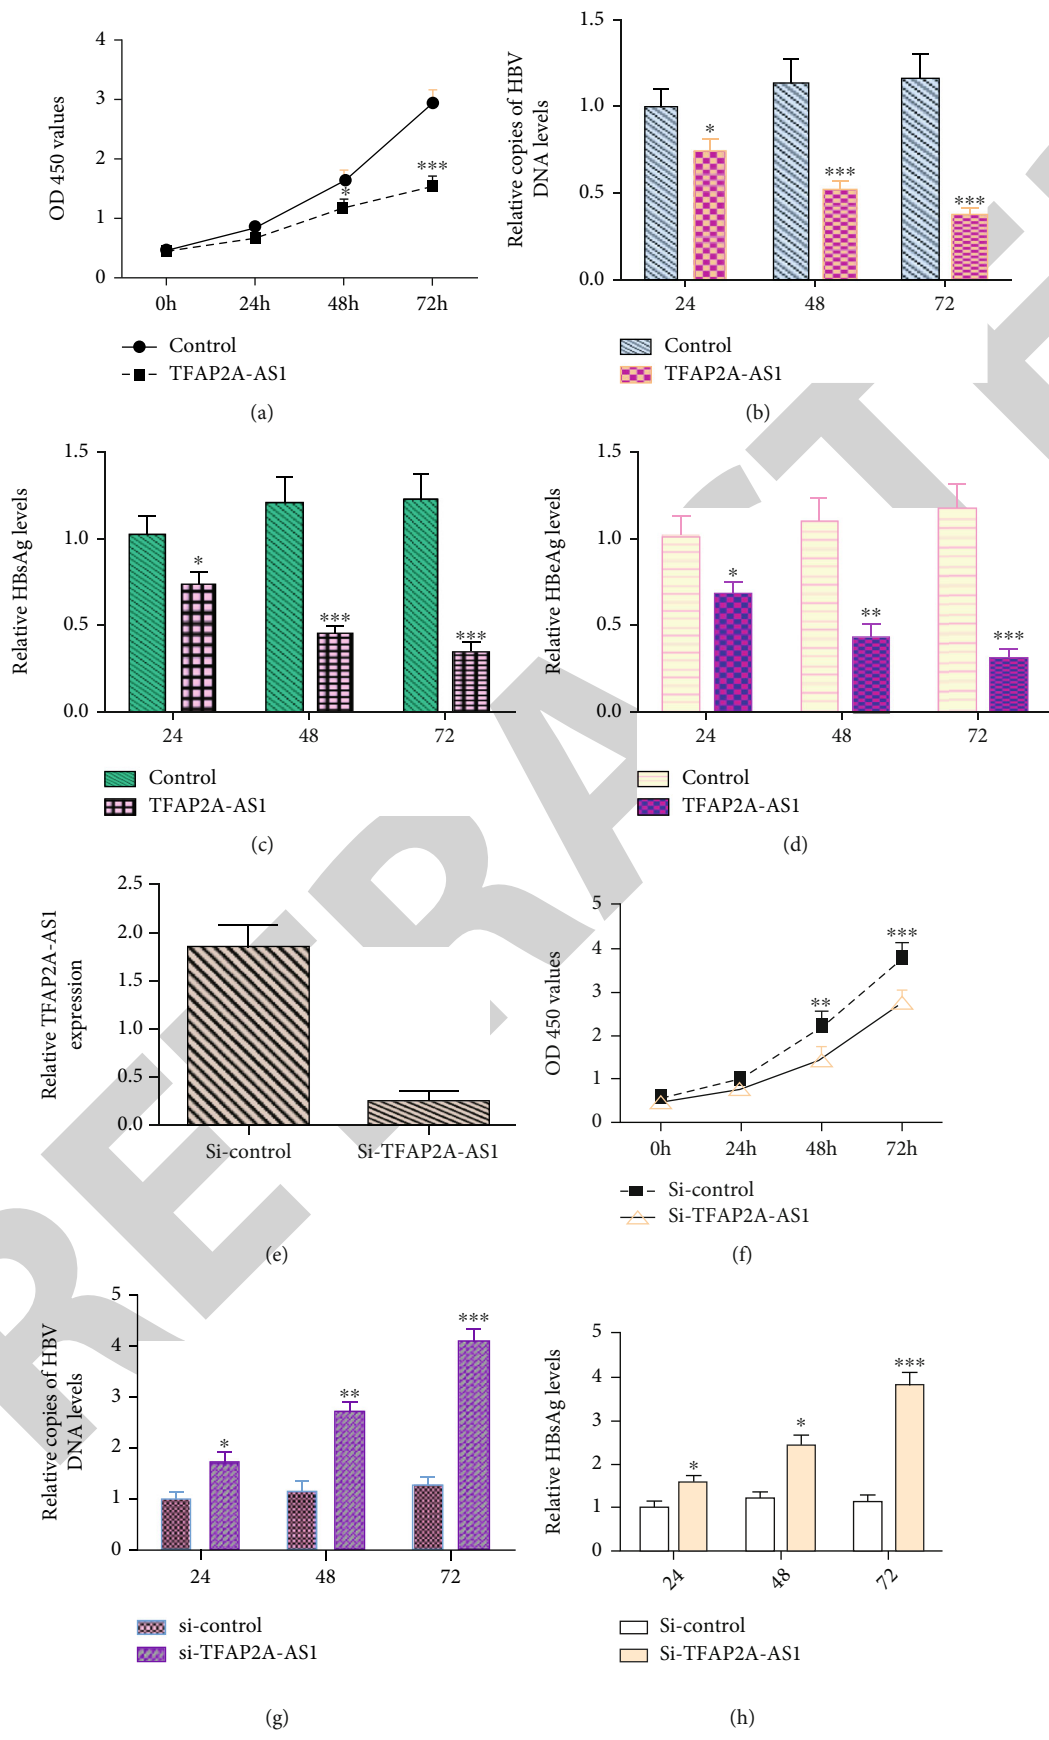 4
3
2
1
0
OD 450 values
0h 24h 48h 72h
*
***
Control
TFAP2A-AS1
(a)
1.5
1.0
0.5
0.0
Relative copies of HBV
DNA levels
*
***
***
24 48 72
Control
TFAP2A-AS1
(b)
1.5
1.0
0.5
0.0
Relative HBsAg levels
*
***
***
24 48 72
Control
TFAP2A-AS1
(c)
1.5
1.0
0.5
0.0
Relative HBeAg levels
*
**
***
24 48 72
Control
TFAP2A-AS1
(d)
2.5
2.0
1.5
1.0
0.5
0.0
Relative TFAP2A-AS1
expression
Si-control Si-TFAP2A-AS1
(e)
5
4
3
2
1
0
OD 450 values
**
***
0h 24h 48h 72h
Si-control
Si-TFAP2A-AS1
(f)
5
4
3
2
1
0
Relative copies of HBV
DNA levels
*
**
***
24 48 72
si-control
si-TFAP2A-AS1
(g)
5
4
3
2
1
0
Relative HBsAg levels
*
*
***
24 48 72
Si-control
Si-TFAP2A-AS1
(h)